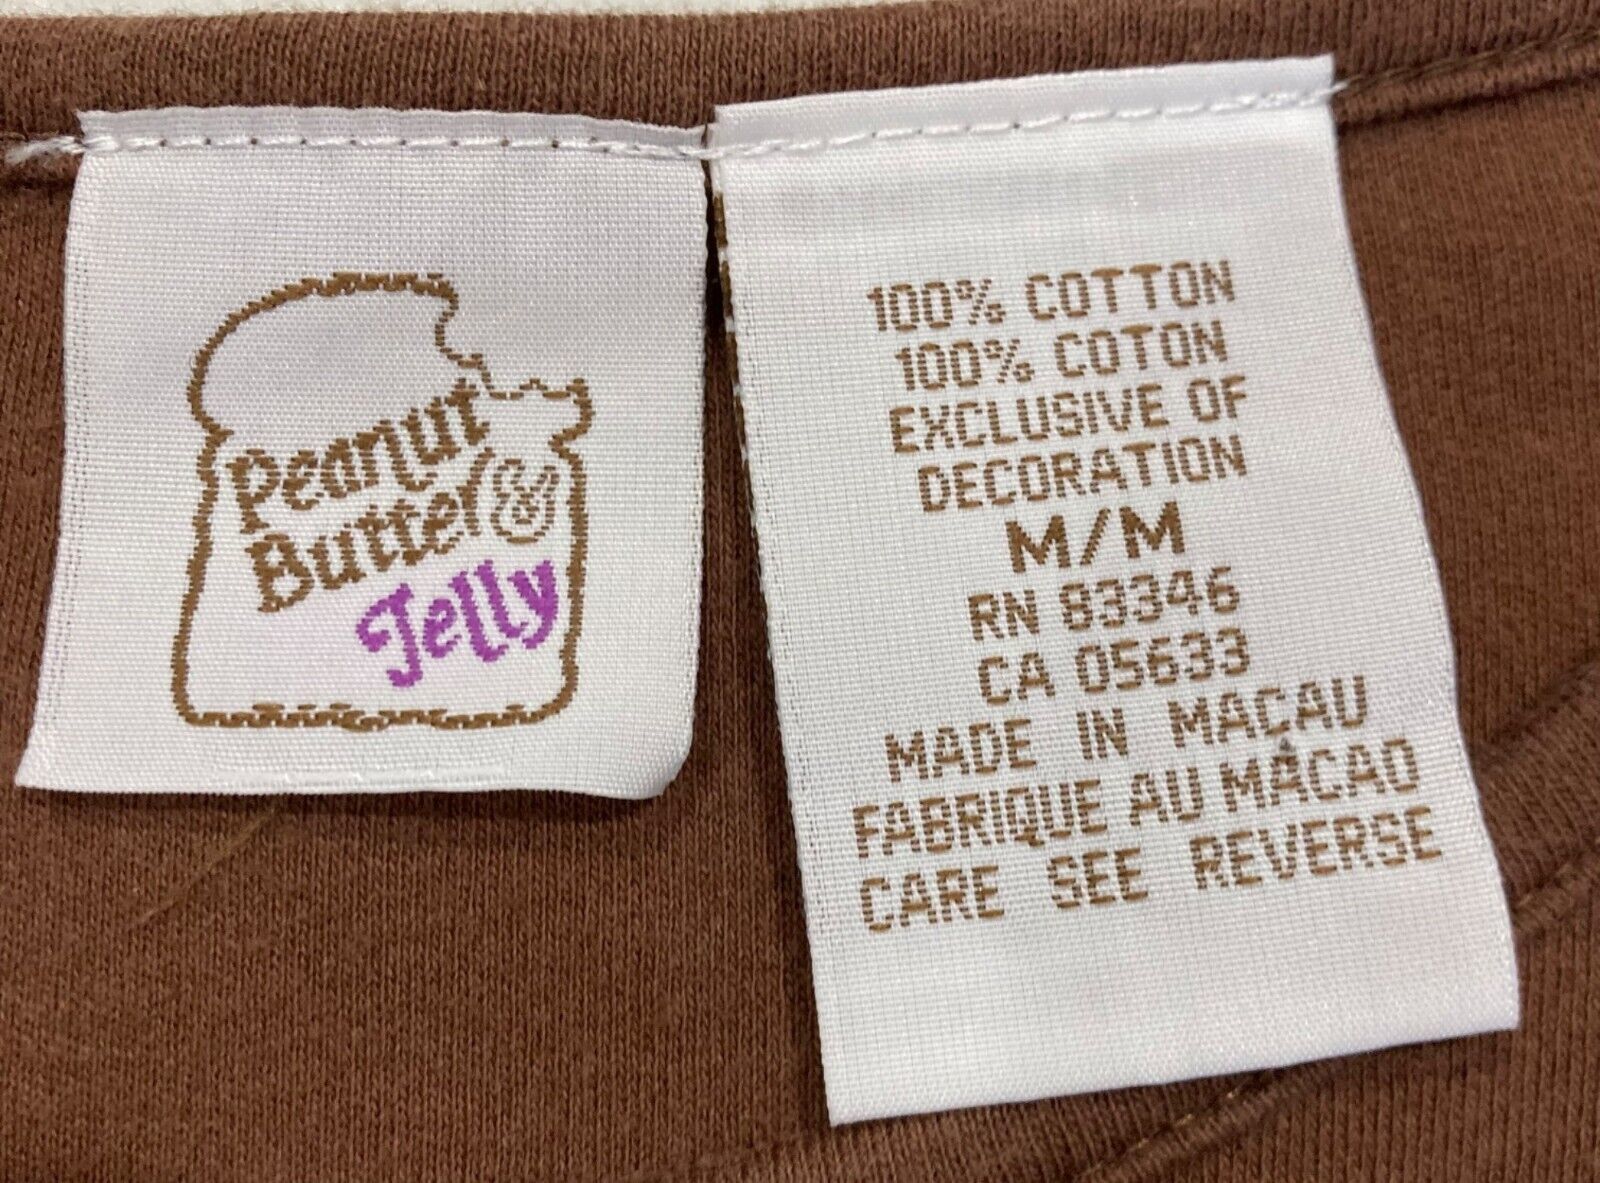 Peanut
Butter &
Jelly
100% COTTON
100% COTON
EXCLUSIVE OF
DECORATION
M/M
RN 83346
CA 05633
MADE IN MACAU
FABRIQUE AU MACAO
CARE SEE REVERSE